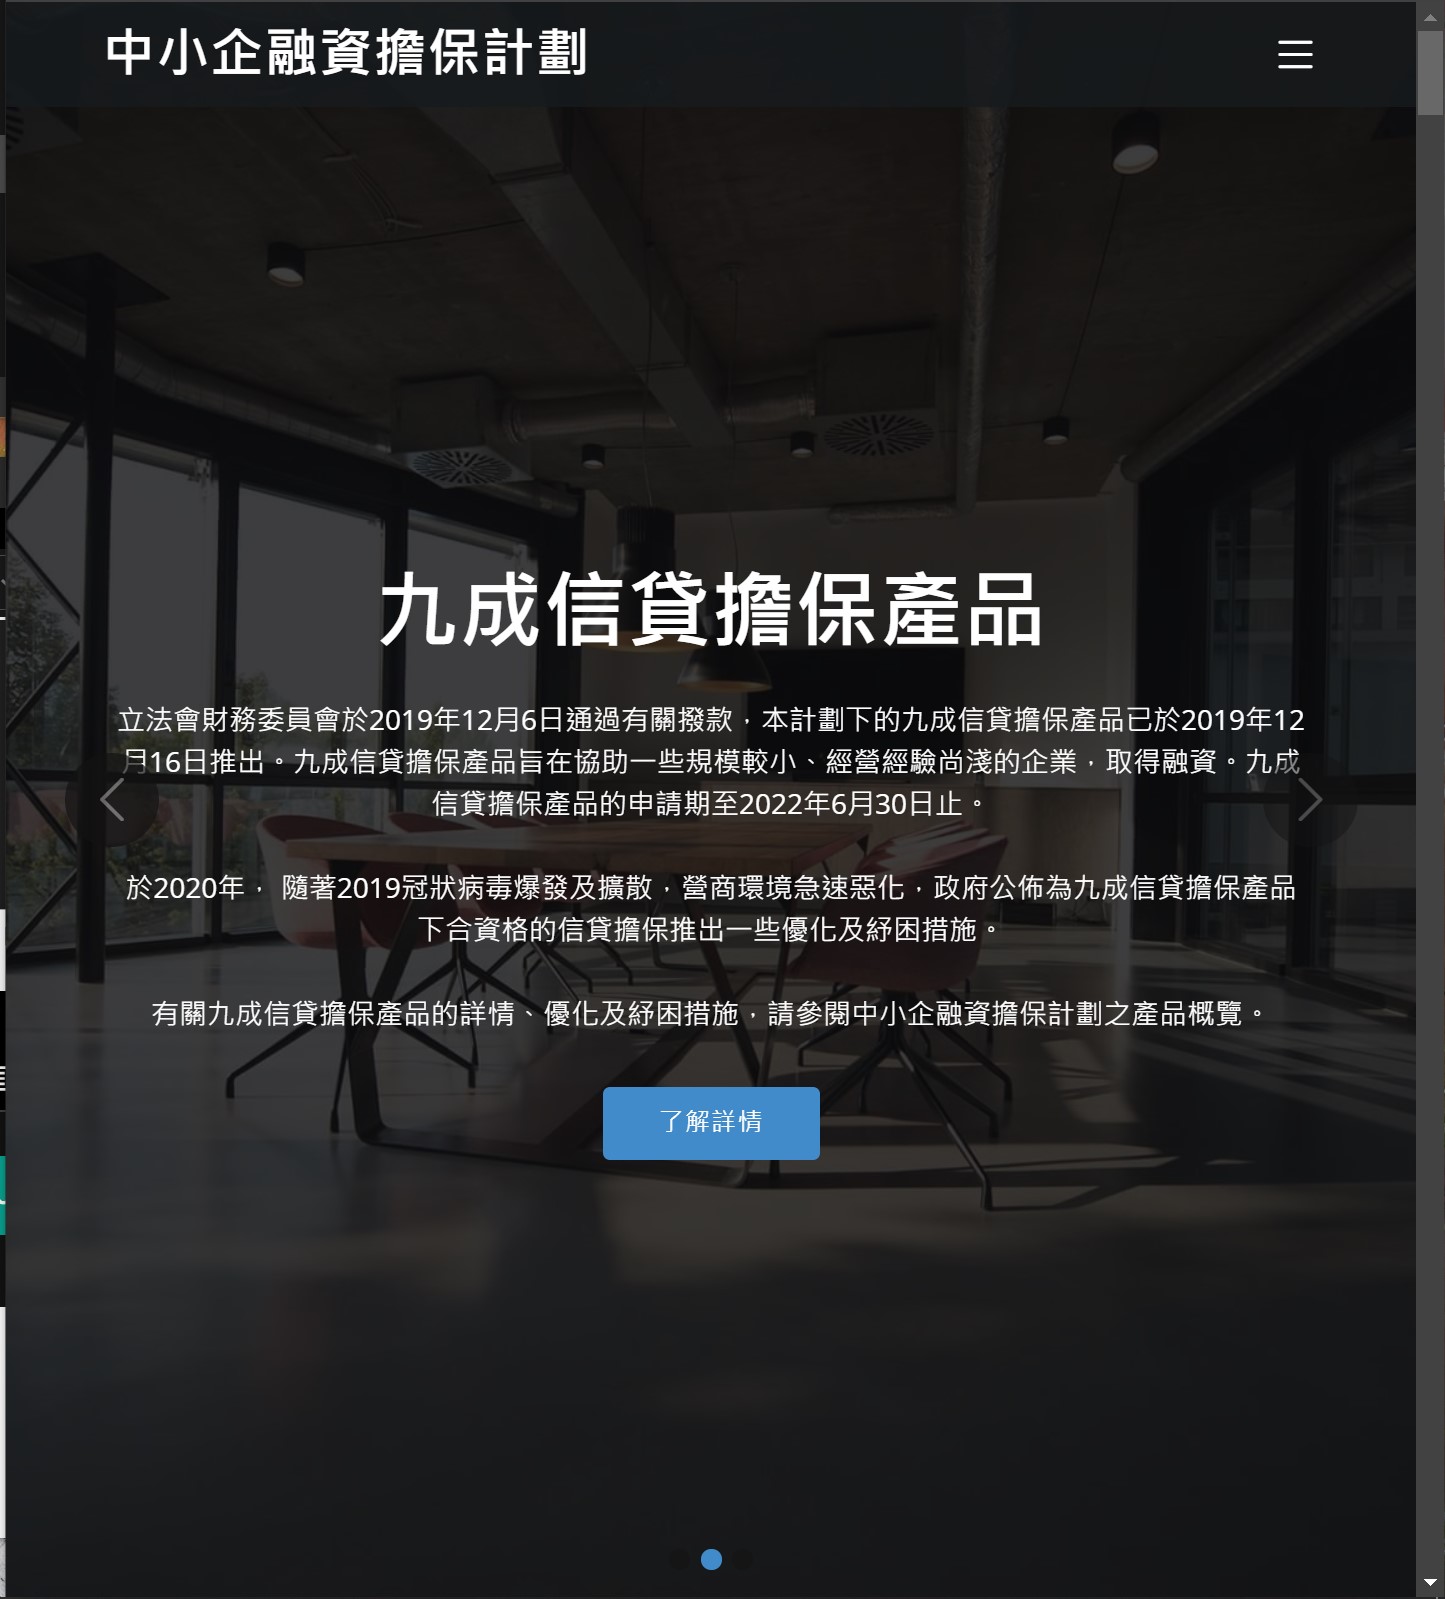 中小企融資擔保計劃
九成信貸擔保產品
立法會財務委員會於2019年12月6日通過有關撥款，本計劃下的九成信貸擔保產品已於2019年12
月16日推出。九成信貸擔保產品旨在協助一些規模較小、經營經驗尚淺的企業，取得融資。九成
信貸擔保產品的申請期至2022年6月30日止。
於2020年， 隨著2019冠狀病毒爆發及擴散，營商環境急速惡化，政府公佈為九成信貸擔保產品
下合資格的信貸擔保推出一些優化及紓困措施。
有關九成信貸擔保產品的詳情、優化及紓困措施，請參閱中小企融資擔保計劃之產品概覽。
了解詳情